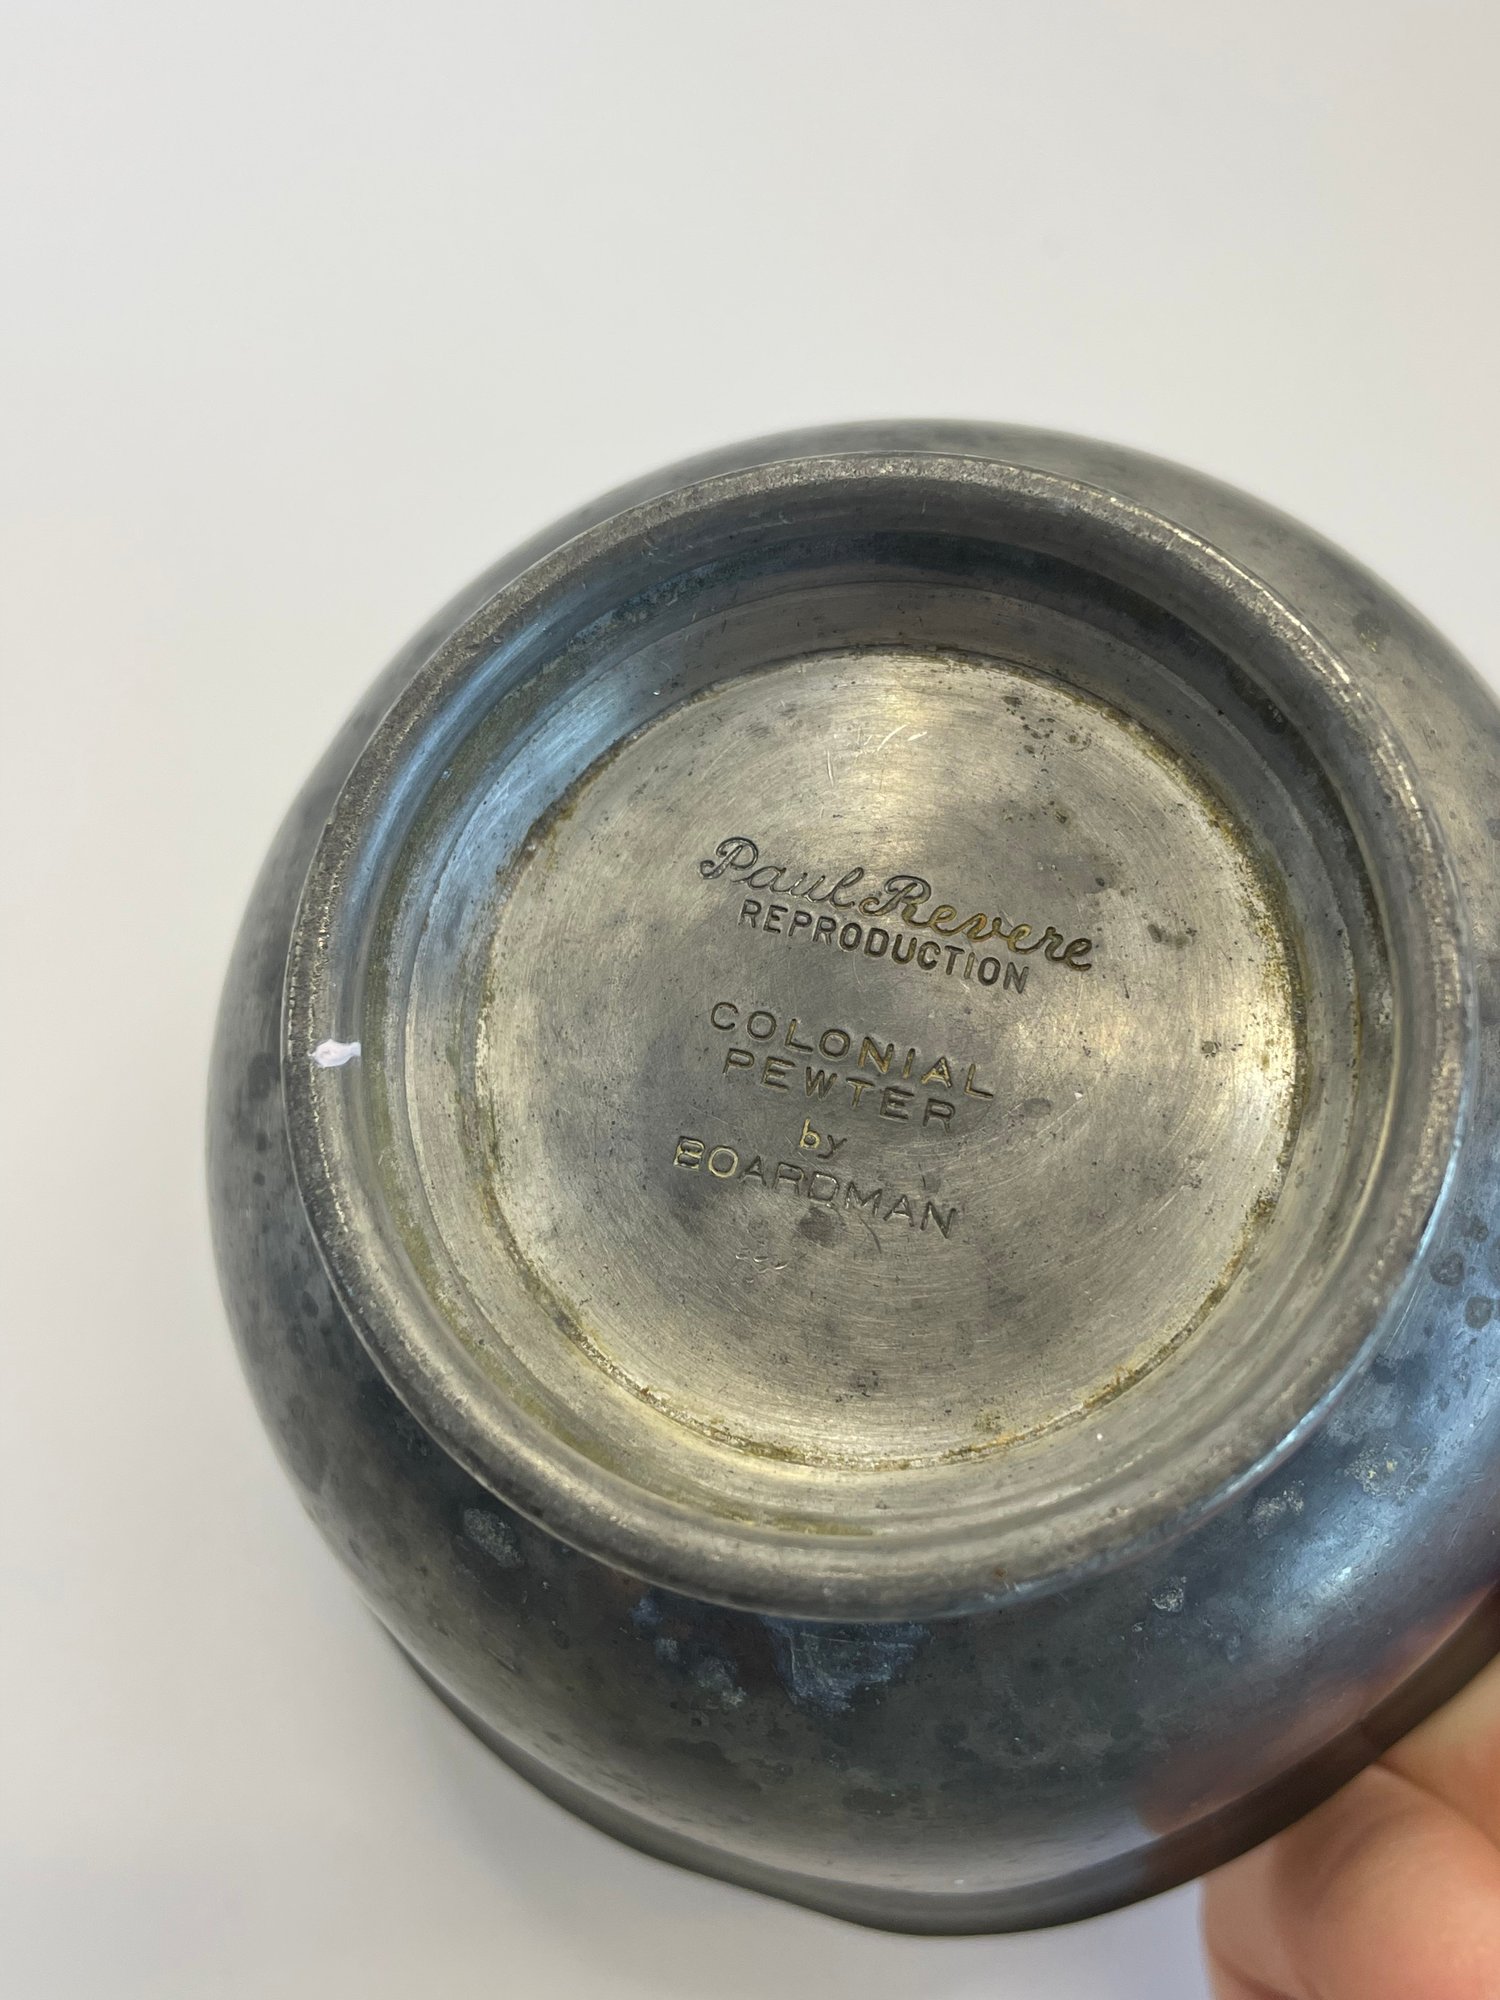 Paul Revere
REPRODUCTION
COLONIAL
PEWTER
by
BOARDMAN